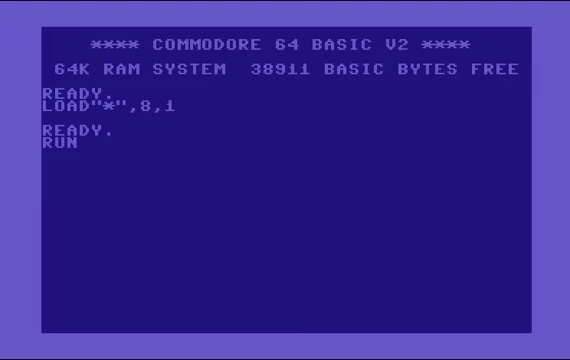 **** COMMODORE 64 BASIC V2 ****
64K RAM SYSTEM  38911 BASIC BYTES FREE
READY.
LOAD"*",8,1
READY.
RUN